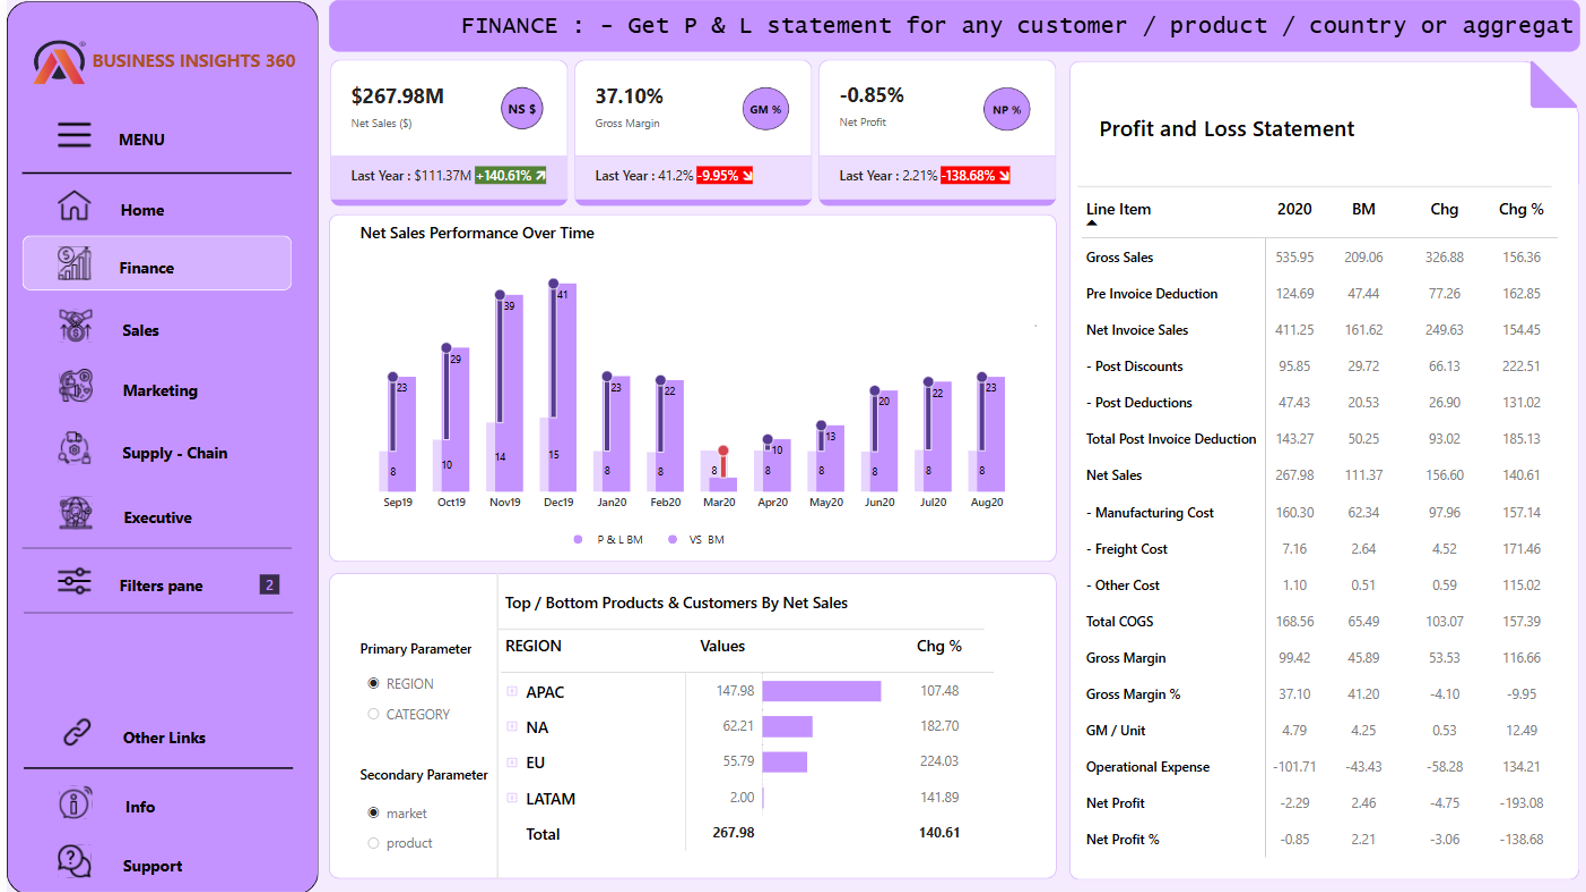 BUSINESS INSIGHTS 360
MENU
Home
Finance
Sales
Marketing
Supply - Chain
Executive
Filters pane 2
Other Links
Info
Support
FINANCE : - Get P & L statement for any customer / product / country or aggregat
$267.98M
Net Sales ($)
NS $
Last Year : $111.37M +140.61% ↗
37.10%
Gross Margin
GM %
Last Year : 41.2% -9.95% ↘
-0.85%
Net Profit
NP %
Last Year : 2.21% -138.68% ↘
Net Sales Performance Over Time
23 29 39 41 23 22 10 13 20 22 23
8 10 14 15 8 8 8 8 8 8 8 8
Sep19 Oct19 Nov19 Dec19 Jan20 Feb20 Mar20 Apr20 May20 Jun20 Jul20 Aug20
P & L BM VS BM
Primary Parameter
REGION
CATEGORY
Secondary Parameter
market
product
Top / Bottom Products & Customers By Net Sales
REGION Values Chg %
APAC 147.98 107.48
NA 62.21 182.70
EU 55.79 224.03
LATAM 2.00 141.89
Total 267.98 140.61
Profit and Loss Statement
Line Item 2020 BM Chg Chg %
Gross Sales 535.95 209.06 326.88 156.36
Pre Invoice Deduction 124.69 47.44 77.26 162.85
Net Invoice Sales 411.25 161.62 249.63 154.45
- Post Discounts 95.85 29.72 66.13 222.51
- Post Deductions 47.43 20.53 26.90 131.02
Total Post Invoice Deduction 143.27 50.25 93.02 185.13
Net Sales 267.98 111.37 156.60 140.61
- Manufacturing Cost 160.30 62.34 97.96 157.14
- Freight Cost 7.16 2.64 4.52 171.46
- Other Cost 1.10 0.51 0.59 115.02
Total COGS 168.56 65.49 103.07 157.39
Gross Margin 99.42 45.89 53.53 116.66
Gross Margin % 37.10 41.20 -4.10 -9.95
GM / Unit 4.79 4.25 0.53 12.49
Operational Expense -101.71 -43.43 -58.28 134.21
Net Profit -2.29 2.46 -4.75 -193.08
Net Profit % -0.85 2.21 -3.06 -138.68